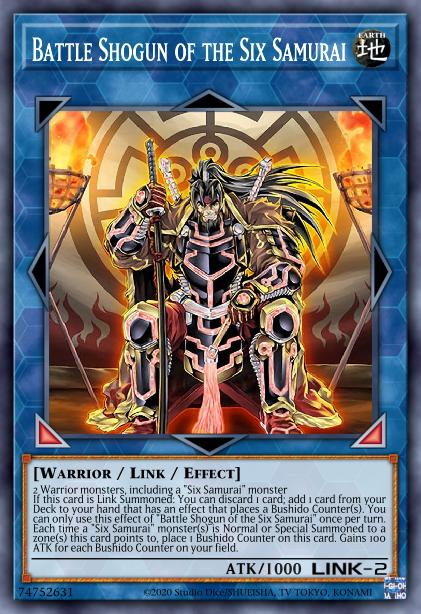 BATTLE SHOGUN OF THE SIX SAMURAI
EARTH
地
[WARRIOR / LINK / EFFECT]
2 Warrior monsters, including a "Six Samurai" monster
If this card is Link Summoned: You can discard 1 card; add 1 card from your
Deck to your hand that has an effect that places a Bushido Counter(s). You
can only use this effect of "Battle Shogun of the Six Samurai" once per turn.
Each time a "Six Samurai" monster(s) is Normal or Special Summoned to a
zone(s) this card points to, place 1 Bushido Counter on this card. Gains 100
ATK for each Bushido Counter on your field.
ATK/1000 LINK-2
74752631 ©2020 Studio Dice/SHUEISHA, TV TOKYO, KONAMI